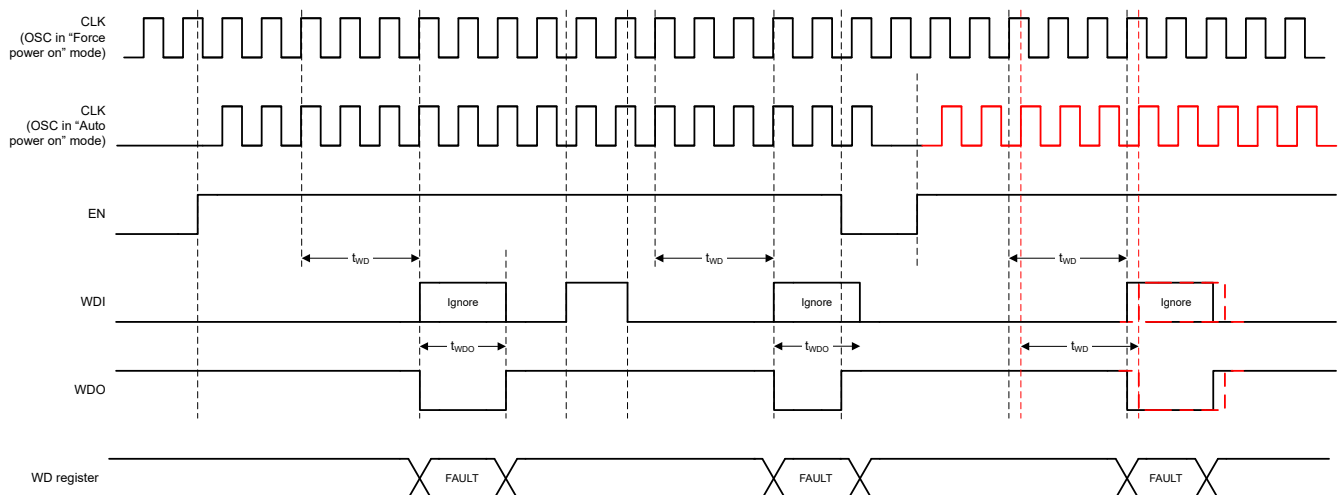 CLK
(OSC in “Force
power on” mode)
CLK
(OSC in “Auto
power on” mode)
EN
tWD
tWD
tWD
WDI
Ignore
Ignore
Ignore
tWDO
tWDO
tWD
WDO
WD register
FAULT
FAULT
FAULT